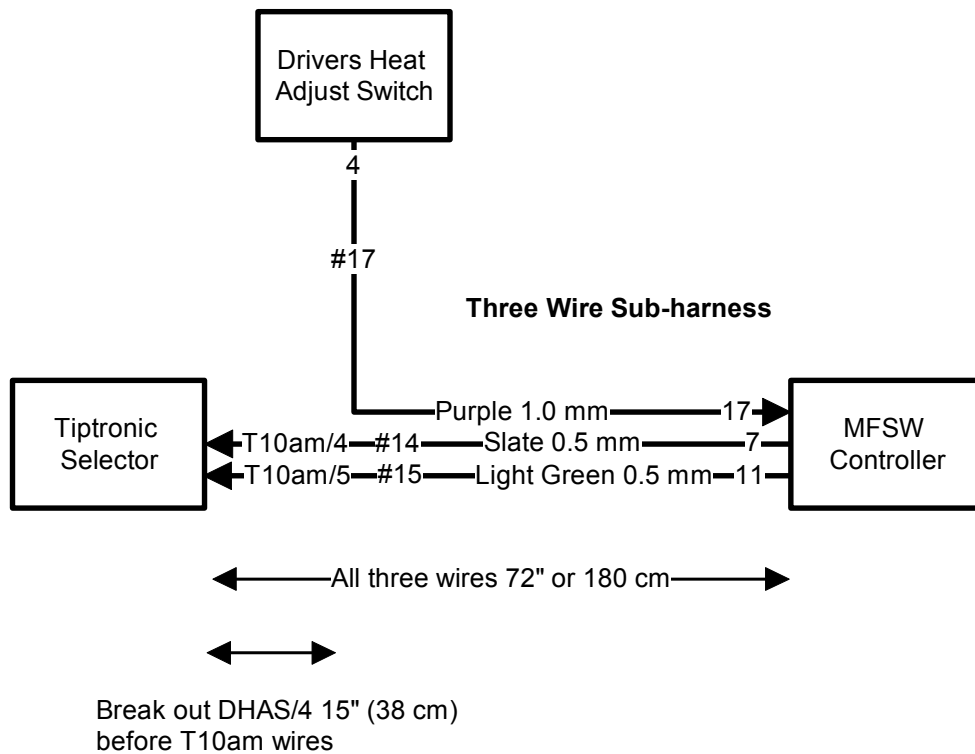 Drivers Heat
Adjust Switch
4
#17
Three Wire Sub-harness
Tiptronic
Selector
Purple 1.0 mm 17
T10am/4 #14 Slate 0.5 mm 7
T10am/5 #15 Light Green 0.5 mm 11
MFSW
Controller
All three wires 72" or 180 cm
Break out DHAS/4 15" (38 cm)
before T10am wires